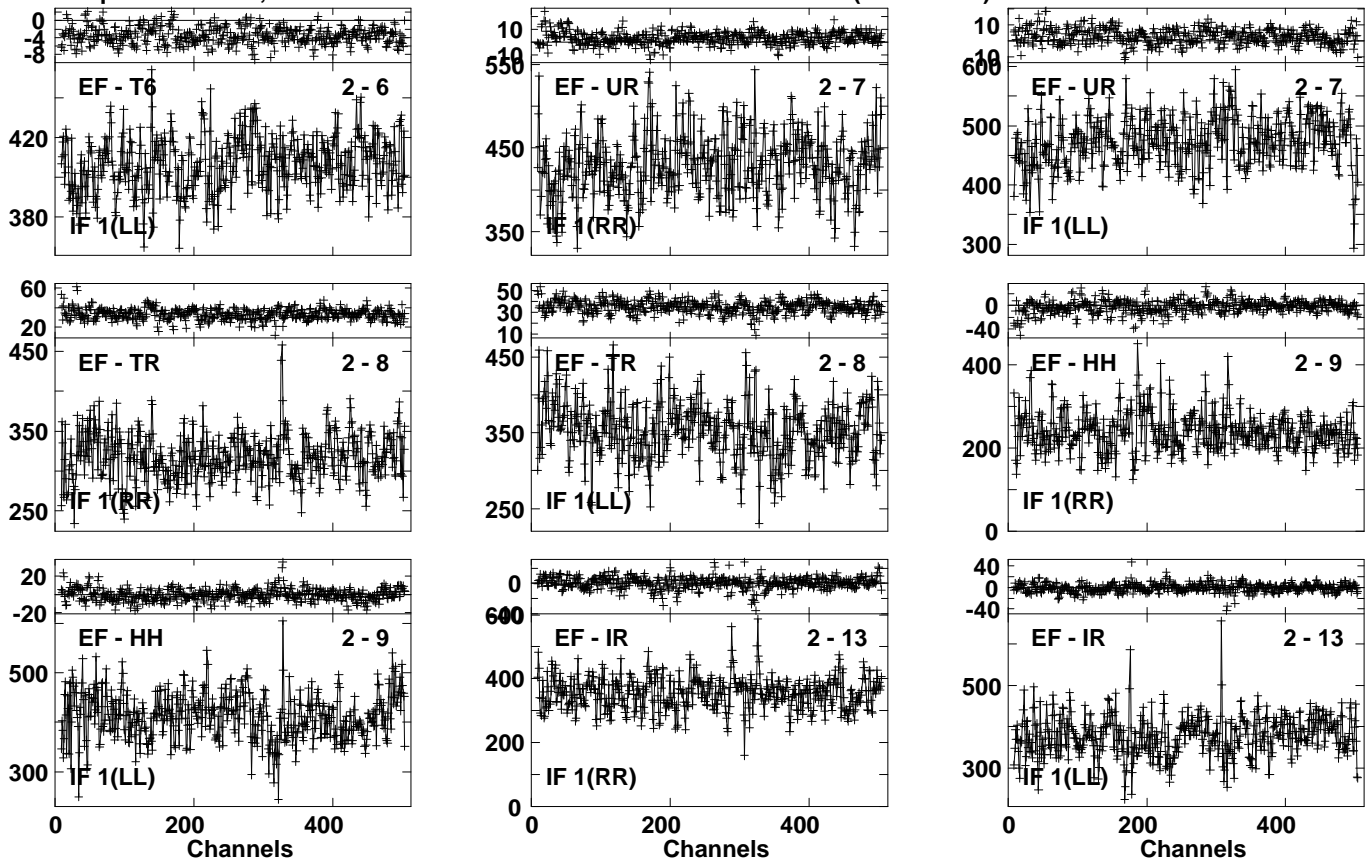 0
-4
-8
EF - T6 2 - 6
420
380
IF 1(LL)
10
10
550
EF - UR 2 - 7
450
350
IF 1(RR)
10
10
600
EF - UR 2 - 7
500
400
300
IF 1(LL)
60
20
450
EF - TR 2 - 8
350
250
IF 1(RR)
50
30
10
450
EF - TR 2 - 8
350
250
IF 1(LL)
0
-40
400
EF - HH 2 - 9
200
0
IF 1(RR)
20
-20
EF - HH 2 - 9
500
300
IF 1(LL)
0 200 400
Channels
0
600
EF - IR 2 - 13
400
200
0
IF 1(RR)
0 200 400
Channels
40
0
-40
EF - IR 2 - 13
500
300
IF 1(LL)
0 200 400
Channels